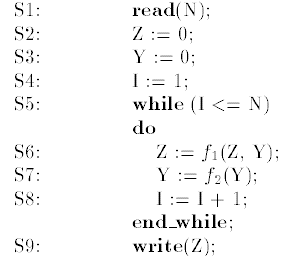 S1: read(N);
S2: Z := 0;
S3: Y := 0;
S4: I := 1;
S5: while (I <= N)
do
S6: Z := f₁(Z, Y);
S7: Y := f₂(Y);
S8: I := I + 1;
end_while;
S9: write(Z);